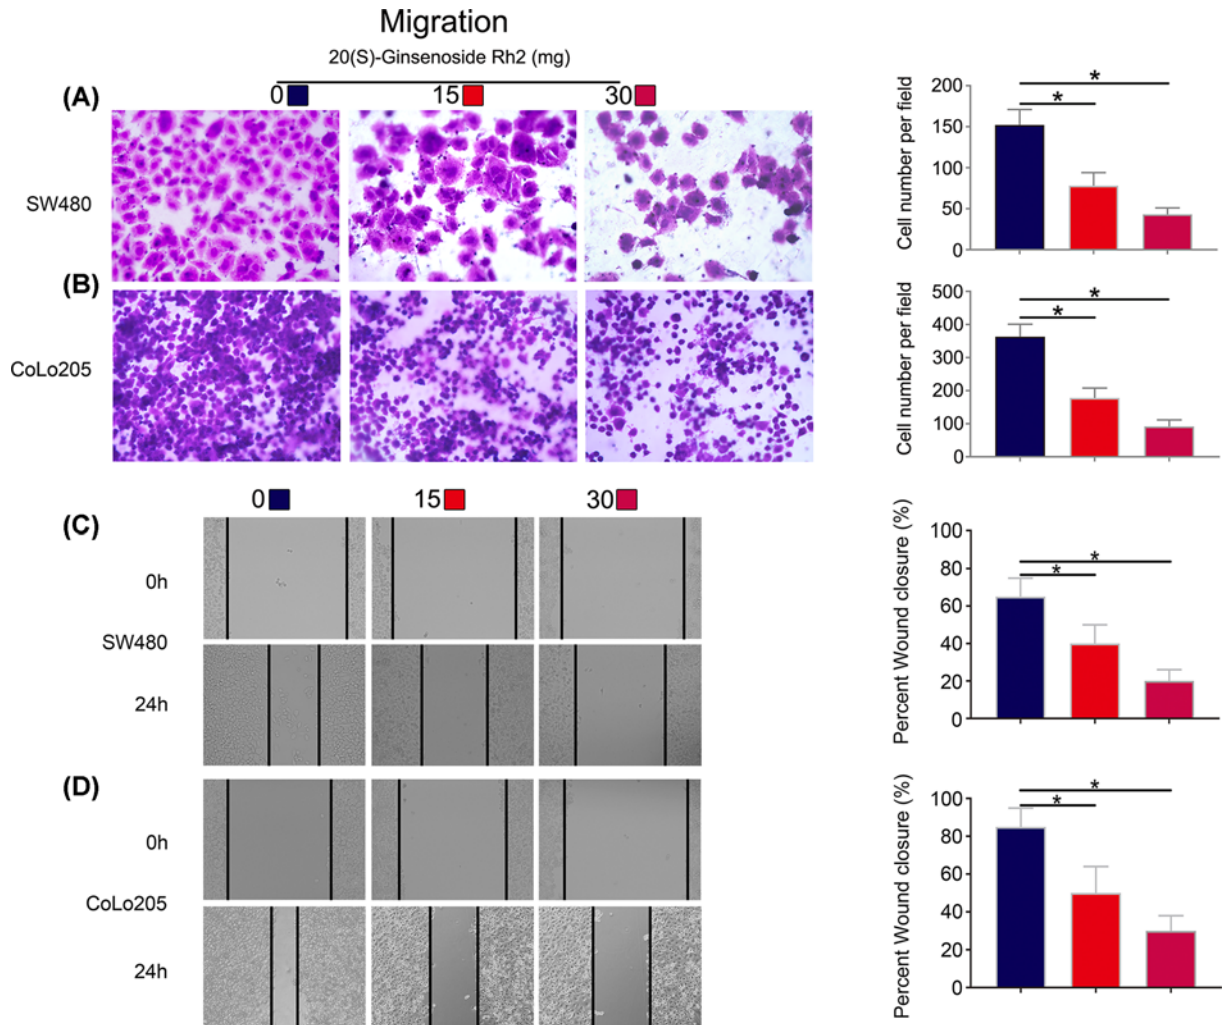 Migration
20(S)-Ginsenoside Rh2 (mg)
0 15 30
(A)
SW480
(B)
CoLo205
0 15 30
(C)
0h
SW480
24h
(D)
0h
CoLo205
24h
Cell number per field
200
150
100
50
0
*
*
Cell number per field
500
400
300
200
100
0
*
*
Percent Wound closure (%)
100
80
60
40
20
0
*
*
Percent Wound closure (%)
100
80
60
40
20
0
*
*